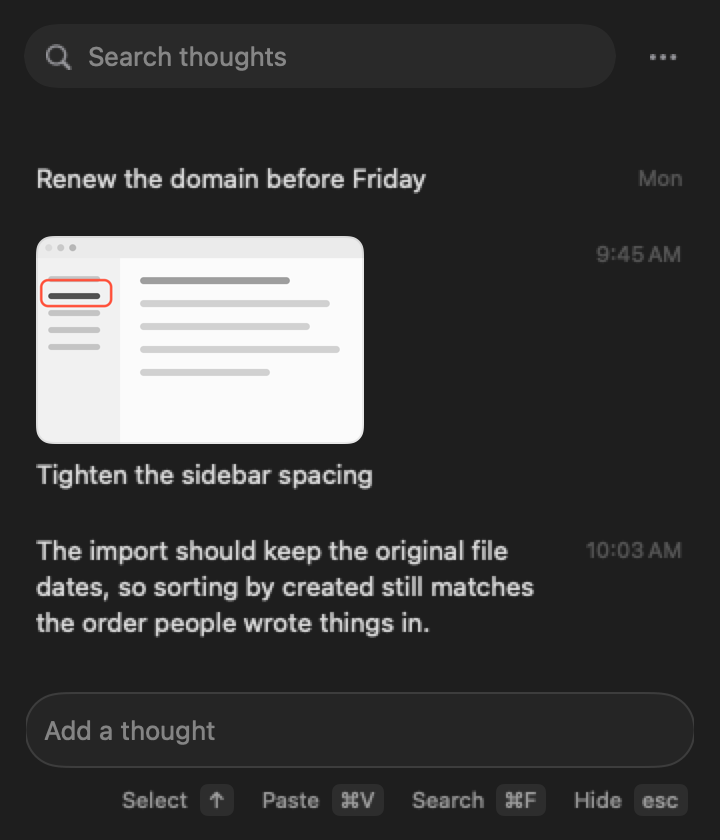 Search thoughts
Renew the domain before Friday
Mon
9:45 AM
Tighten the sidebar spacing
The import should keep the original file
dates, so sorting by created still matches
the order people wrote things in.
10:03 AM
Add a thought
Select ↑ Paste ⌘V Search ⌘F Hide esc